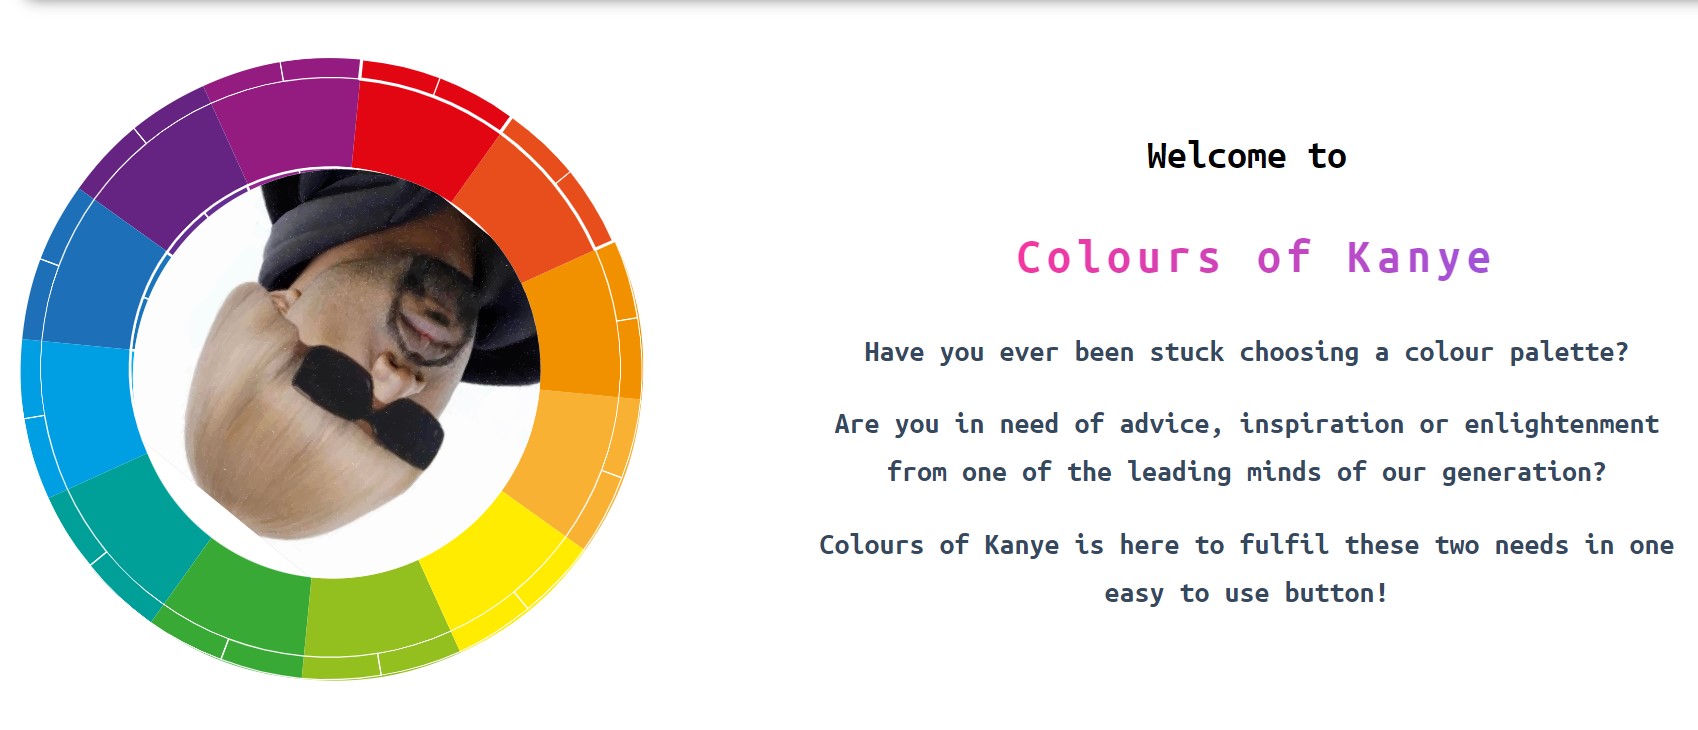 Welcome to
Colours of Kanye
Have you ever been stuck choosing a colour palette?
Are you in need of advice, inspiration or enlightenment
from one of the leading minds of our generation?
Colours of Kanye is here to fulfil these two needs in one
easy to use button!